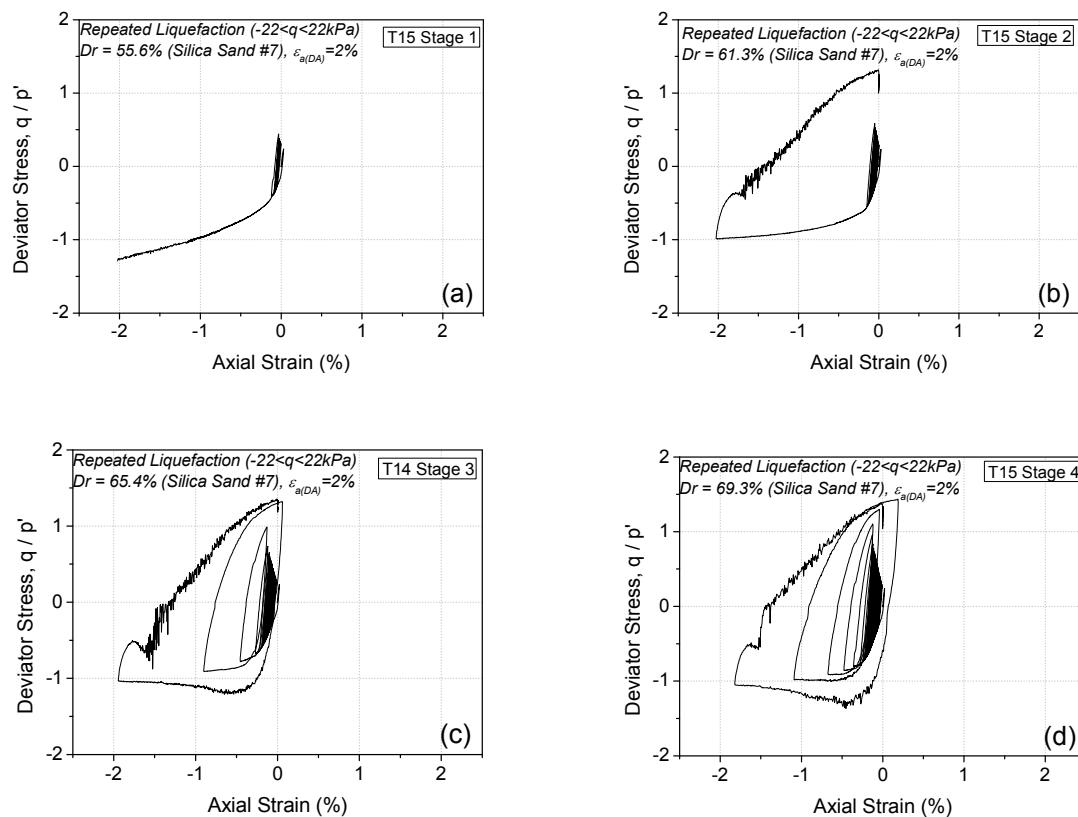 Repeated Liquefaction (-22<q<22kPa)
Dr = 55.6% (Silica Sand #7), εa(DA)=2%
T15 Stage 1
2
1
0
-1
-2
Deviator Stress, q / p'
-2 -1 0 1 2
Axial Strain (%)
(a)
Repeated Liquefaction (-22<q<22kPa)
Dr = 61.3% (Silica Sand #7), εa(DA)=2%
T15 Stage 2
2
1
0
-1
-2
Deviator Stress, q / p'
-2 -1 0 1 2
Axial Strain (%)
(b)
Repeated Liquefaction (-22<q<22kPa)
Dr = 65.4% (Silica Sand #7), εa(DA)=2%
T14 Stage 3
2
1
0
-1
-2
Deviator Stress, q / p'
-2 -1 0 1 2
Axial Strain (%)
(c)
Repeated Liquefaction (-22<q<22kPa)
Dr = 69.3% (Silica Sand #7), εa(DA)=2%
T15 Stage 4
2
1
0
-1
-2
Deviator Stress, q / p'
-2 -1 0 1 2
Axial Strain (%)
(d)